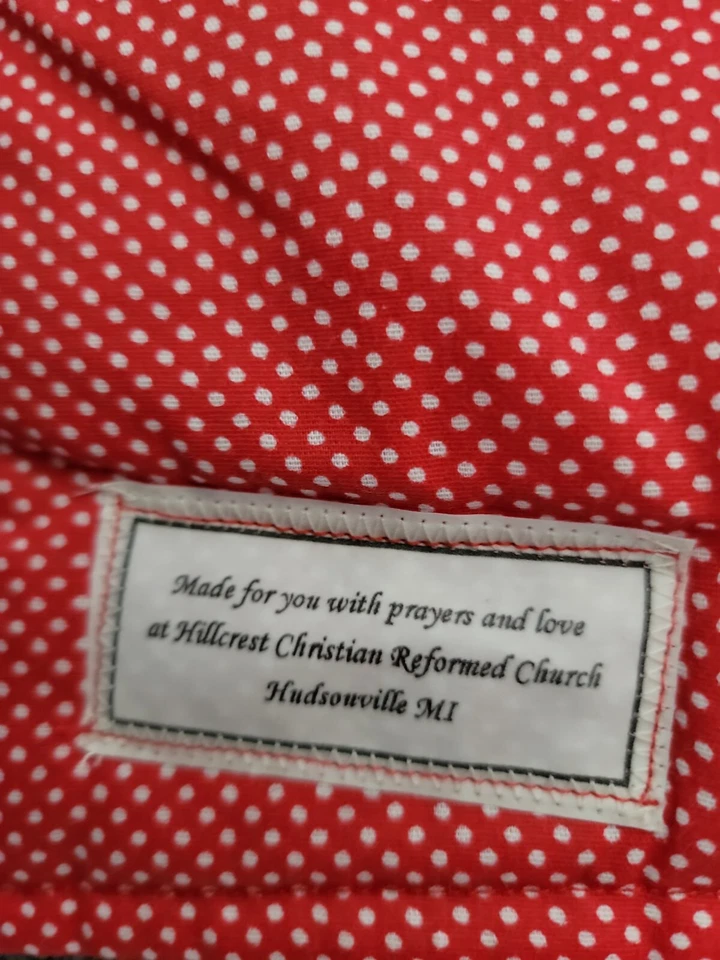 Made for you with prayers and love
at Hillcrest Christian Reformed Church
Hudsonville MI